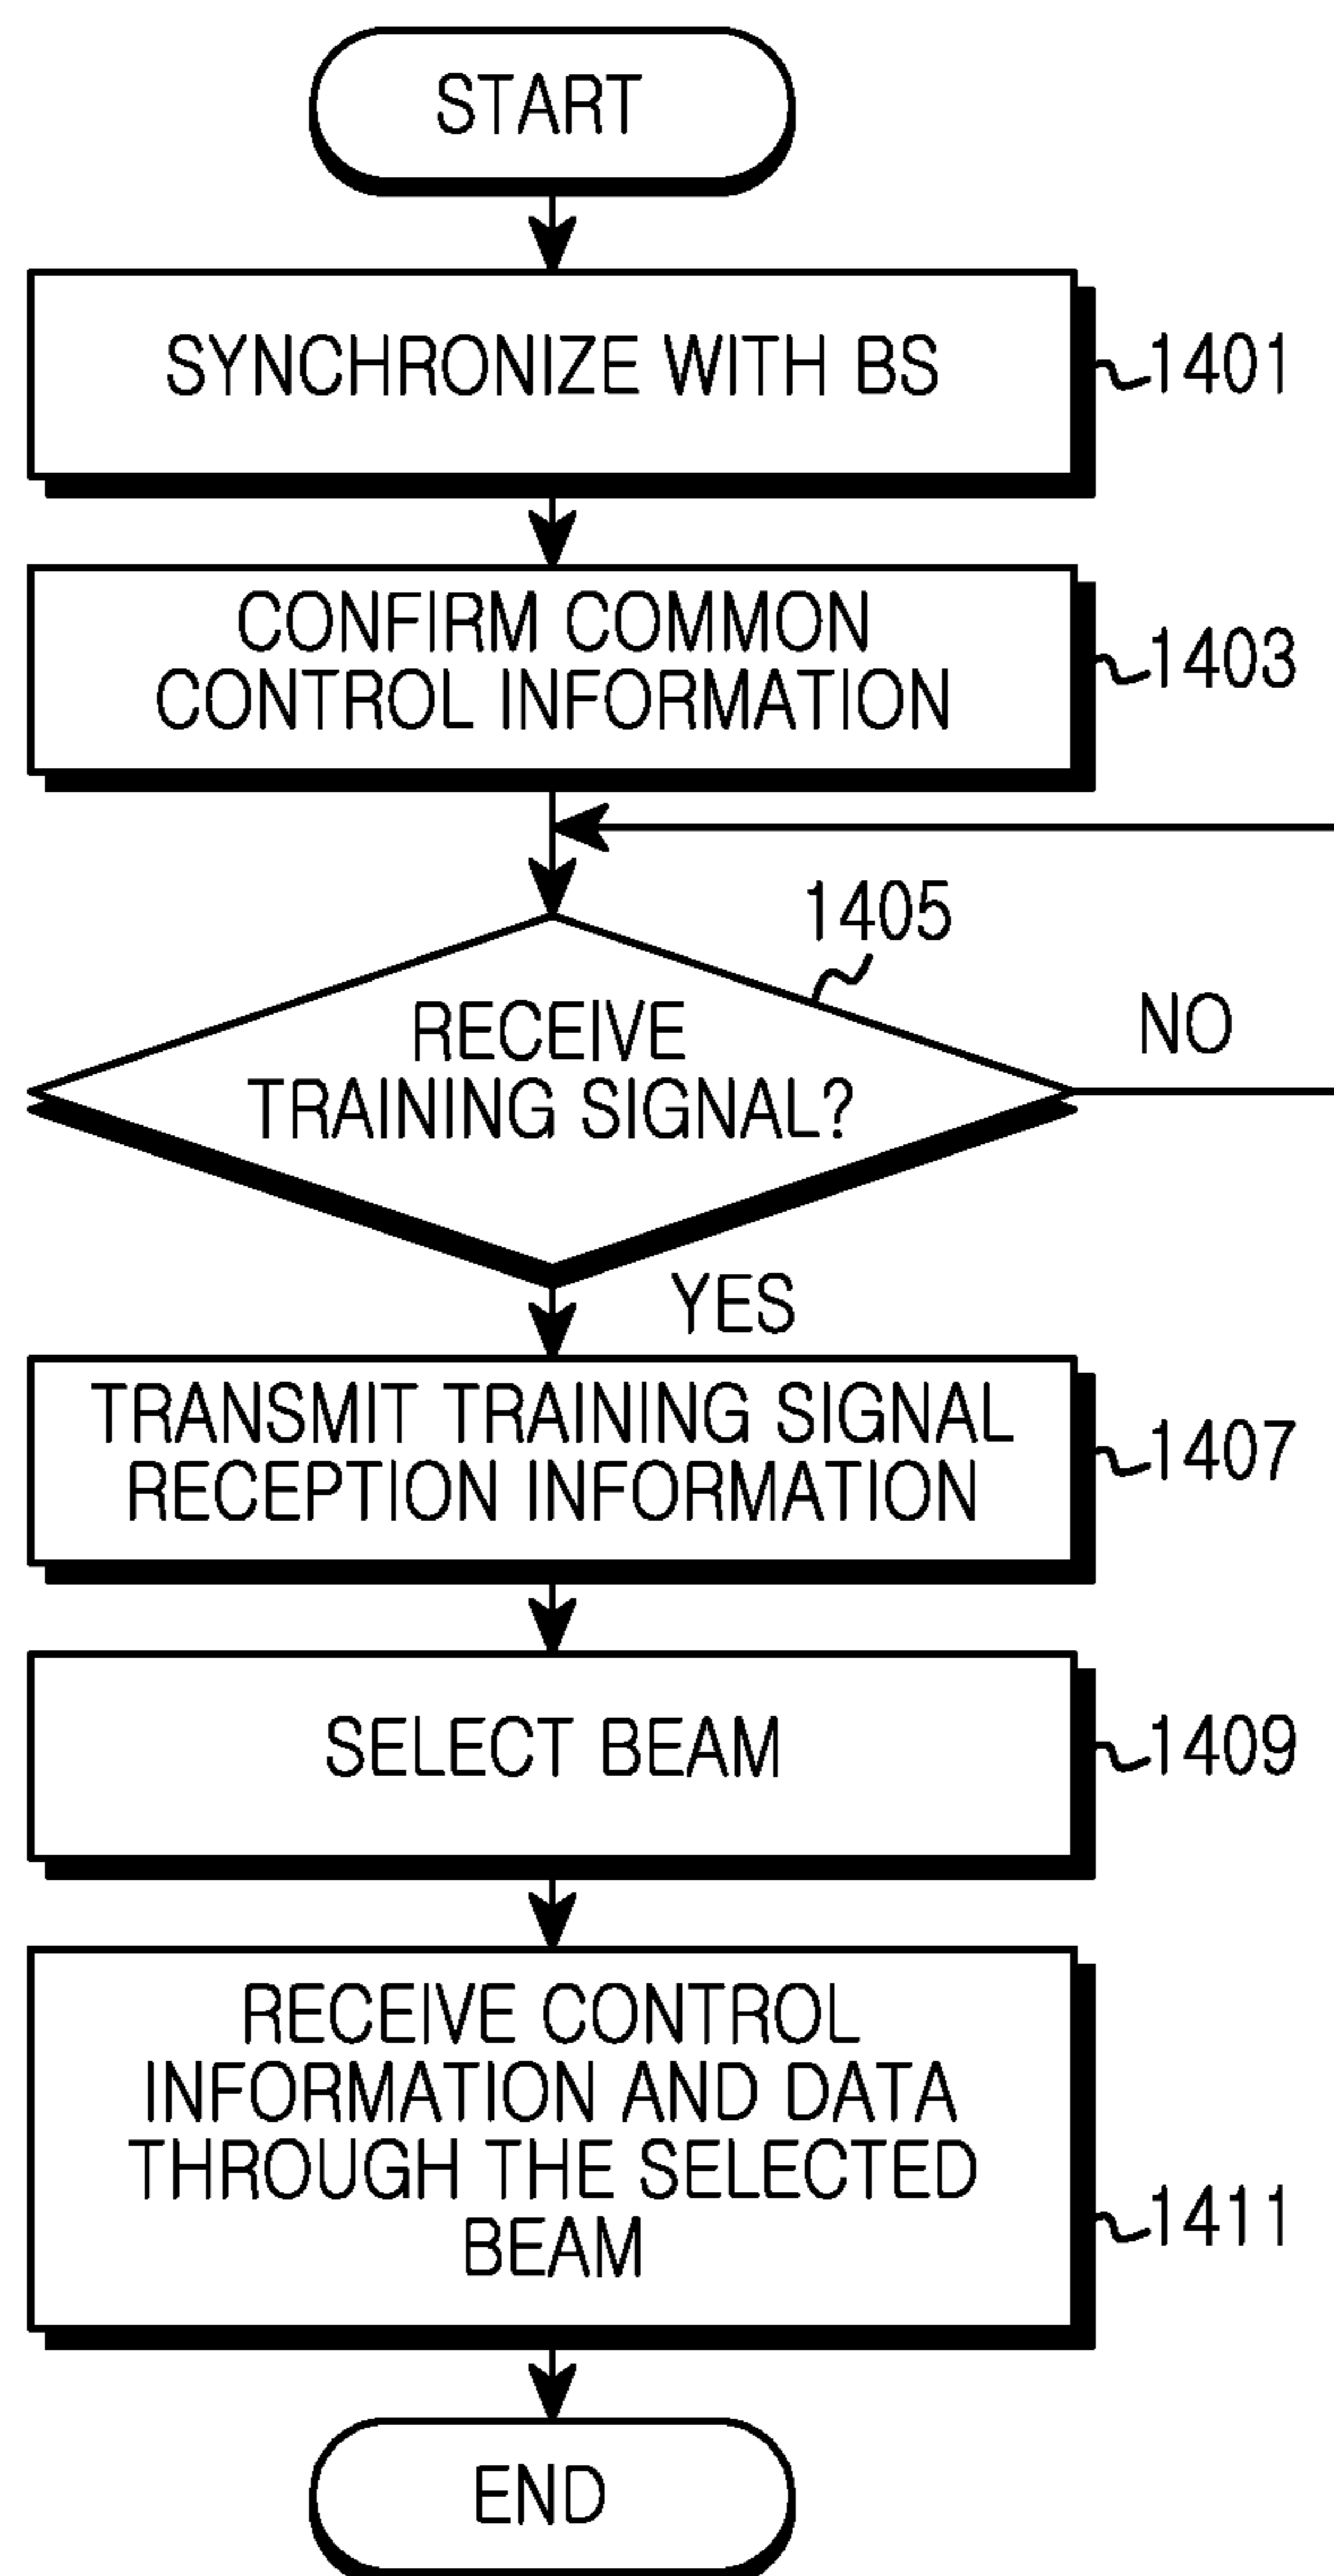 START
SYNCHRONIZE WITH BS
1401
CONFIRM COMMON
CONTROL INFORMATION
1403
1405
RECEIVE
TRAINING SIGNAL?
NO
YES
TRANSMIT TRAINING SIGNAL
RECEPTION INFORMATION
1407
SELECT BEAM
1409
RECEIVE CONTROL
INFORMATION AND DATA
THROUGH THE SELECTED
BEAM
1411
END